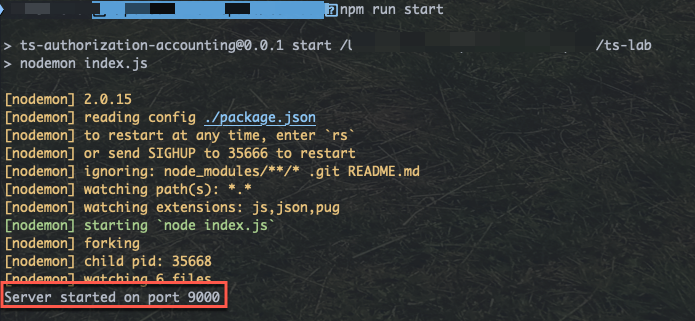 npm run start
> ts-authorization-accounting@0.0.1 start /ts-lab
> nodemon index.js
[nodemon] 2.0.15
[nodemon] reading config ./package.json
[nodemon] to restart at any time, enter `rs`
[nodemon] or send SIGHUP to 35666 to restart
[nodemon] ignoring: node_modules/**/* .git README.md
[nodemon] watching path(s): *.*
[nodemon] watching extensions: js,json,pug
[nodemon] starting `node index.js`
[nodemon] forking
[nodemon] child pid: 35668
[nodemon] watching 6 files
Server started on port 9000